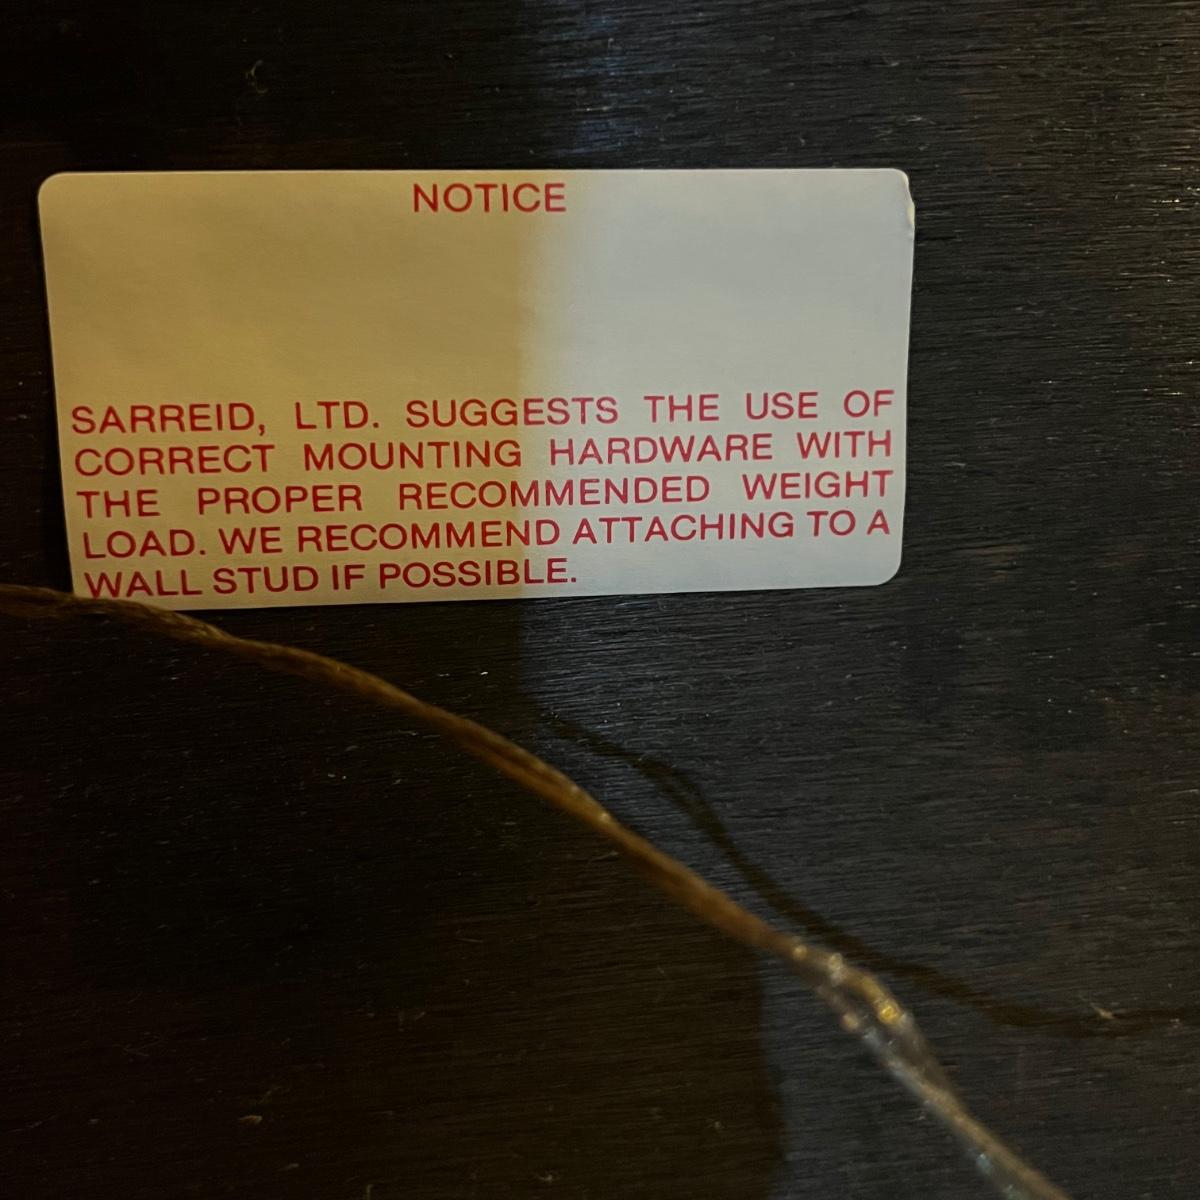 NOTICE
SARREID, LTD. SUGGESTS THE USE OF
CORRECT MOUNTING HARDWARE WITH
THE PROPER RECOMMENDED WEIGHT
LOAD. WE RECOMMEND ATTACHING TO A
WALL STUD IF POSSIBLE.